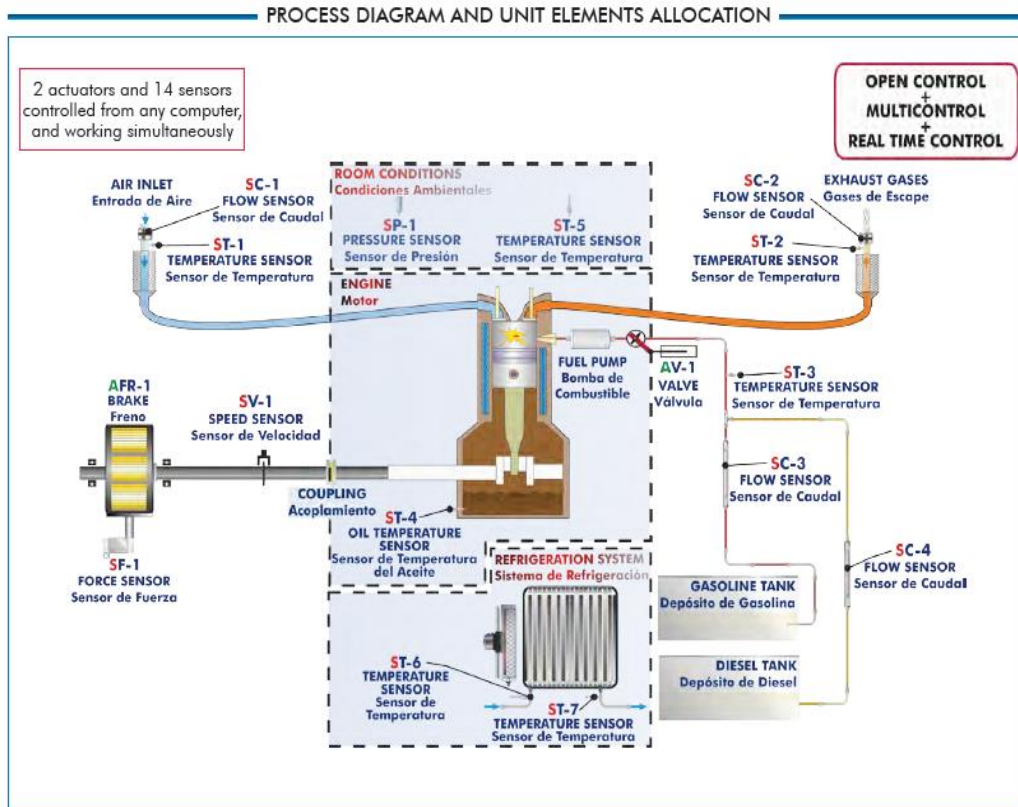 PROCESS DIAGRAM AND UNIT ELEMENTS ALLOCATION
2 actuators and 14 sensors
controlled from any computer,
and working simultaneously
OPEN CONTROL
+
MULTICONTROL
+
REAL TIME CONTROL
AIR INLET
Entrada de Aire
SC-1
FLOW SENSOR
Sensor de Caudal
ST-1
TEMPERATURE SENSOR
Sensor de Temperatura
ROOM CONDITIONS
Condiciones Ambientales
SP-1
PRESSURE SENSOR
Sensor de Presión
ST-5
TEMPERATURE SENSOR
Sensor de Temperatura
SC-2
FLOW SENSOR
Sensor de Caudal
EXHAUST GASES
Gases de Escape
ST-2
TEMPERATURE SENSOR
Sensor de Temperatura
ENGINE
Motor
FUEL PUMP
Bomba de
Combustible
AV-1
VALVE
Válvula
ST-3
TEMPERATURE SENSOR
Sensor de Temperatura
AFR-1
BRAKE
Freno
SV-1
SPEED SENSOR
Sensor de Velocidad
COUPLING
Acoplamiento
SC-3
FLOW SENSOR
Sensor de Caudal
ST-4
OIL TEMPERATURE
SENSOR
Sensor de Temperatura
del Aceite
SF-1
FORCE SENSOR
Sensor de Fuerza
REFRIGERATION SYSTEM
Sistema de Refrigeración
SC-4
FLOW SENSOR
Sensor de Caudal
GASOLINE TANK
Depósito de Gasolina
DIESEL TANK
Depósito de Diesel
ST-6
TEMPERATURE
SENSOR
Sensor de
Temperatura
ST-7
TEMPERATURE SENSOR
Sensor de Temperatura